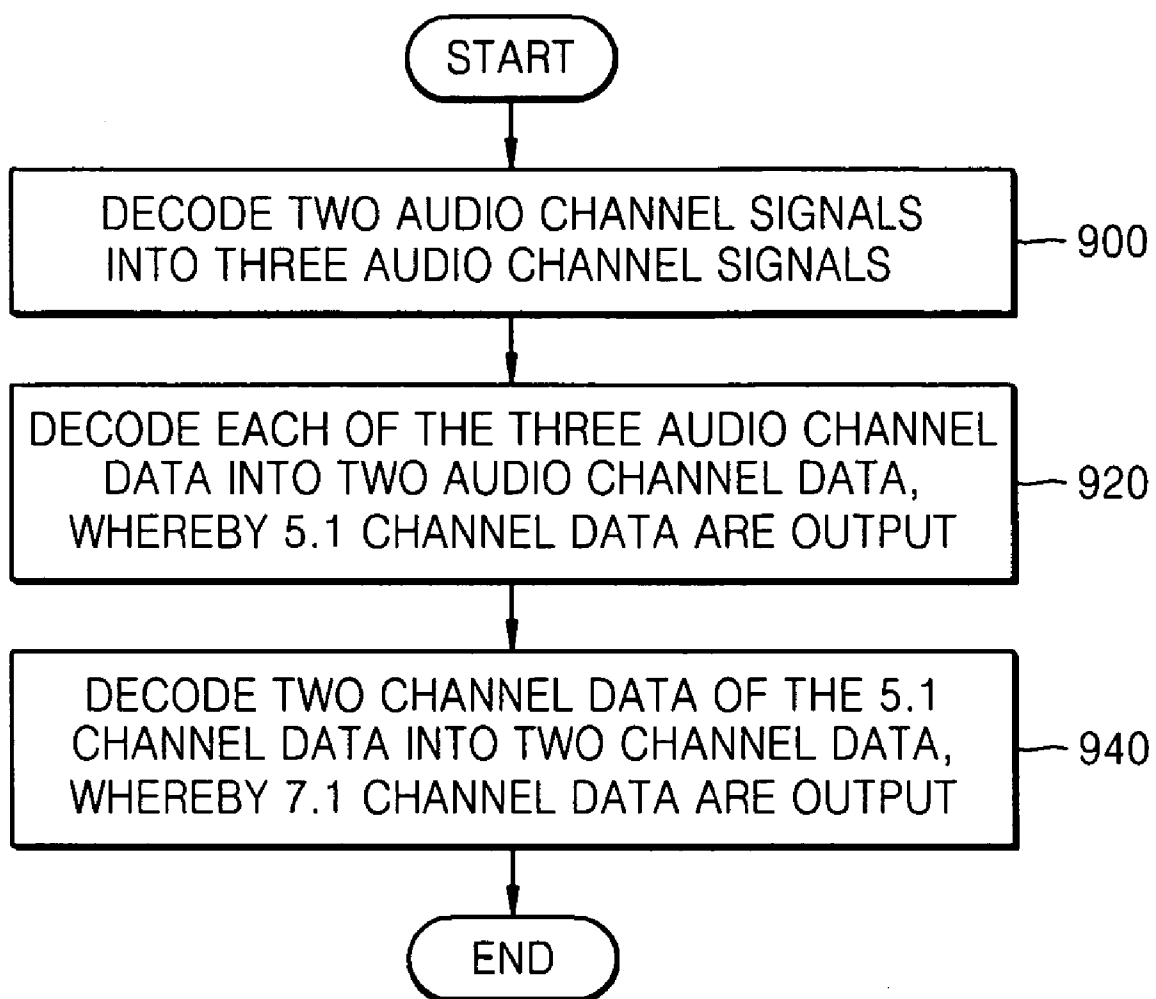 START
DECODE TWO AUDIO CHANNEL SIGNALS
INTO THREE AUDIO CHANNEL SIGNALS
900
DECODE EACH OF THE THREE AUDIO CHANNEL
DATA INTO TWO AUDIO CHANNEL DATA,
WHEREBY 5.1 CHANNEL DATA ARE OUTPUT
920
DECODE TWO CHANNEL DATA OF THE 5.1
CHANNEL DATA INTO TWO CHANNEL DATA,
WHEREBY 7.1 CHANNEL DATA ARE OUTPUT
940
END